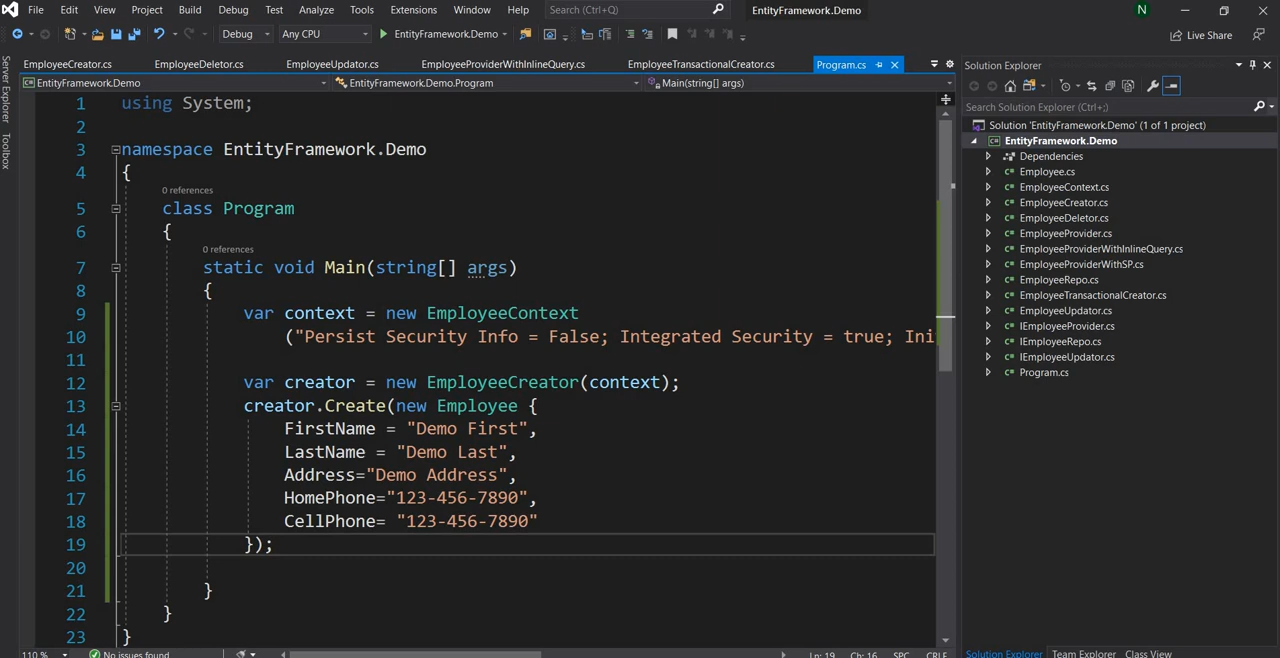 File Edit View Project Build Debug Test Analyze Tools Extensions Window Help Search (Ctrl+Q) EntityFramework.Demo N
Debug Any CPU EntityFramework.Demo Live Share
EmployeeCreator.cs EmployeeDeletor.cs EmployeeUpdator.cs EmployeeProviderWithInlineQuery.cs EmployeeTransactionalCreator.cs Program.cs
EntityFramework.Demo EntityFramework.Demo.Program Main(string[] args)
Server Explorer
Toolbox
1 using System;
2
3 namespace EntityFramework.Demo
4 {
0 references
5 class Program
6 {
0 references
7 static void Main(string[] args)
8 {
9 var context = new EmployeeContext
10 ("Persist Security Info = False; Integrated Security = true; Ini
11
12 var creator = new EmployeeCreator(context);
13 creator.Create(new Employee {
14 FirstName = "Demo First",
15 LastName = "Demo Last",
16 Address="Demo Address",
17 HomePhone="123-456-7890",
18 CellPhone= "123-456-7890"
19 });
20
21 }
22 }
23 }
110 % No issues found Ln: 19 Ch: 16 SPC CRLF
Solution Explorer
Search Solution Explorer (Ctrl+;)
Solution 'EntityFramework.Demo' (1 of 1 project)
C# EntityFramework.Demo
Dependencies
C# Employee.cs
C# EmployeeContext.cs
C# EmployeeCreator.cs
C# EmployeeDeletor.cs
C# EmployeeProvider.cs
C# EmployeeProviderWithInlineQuery.cs
C# EmployeeProviderWithSP.cs
C# EmployeeRepo.cs
C# EmployeeTransactionalCreator.cs
C# EmployeeUpdator.cs
C# IEmployeeProvider.cs
C# IEmployeeRepo.cs
C# IEmployeeUpdator.cs
C# Program.cs
Solution Explorer Team Explorer Class View